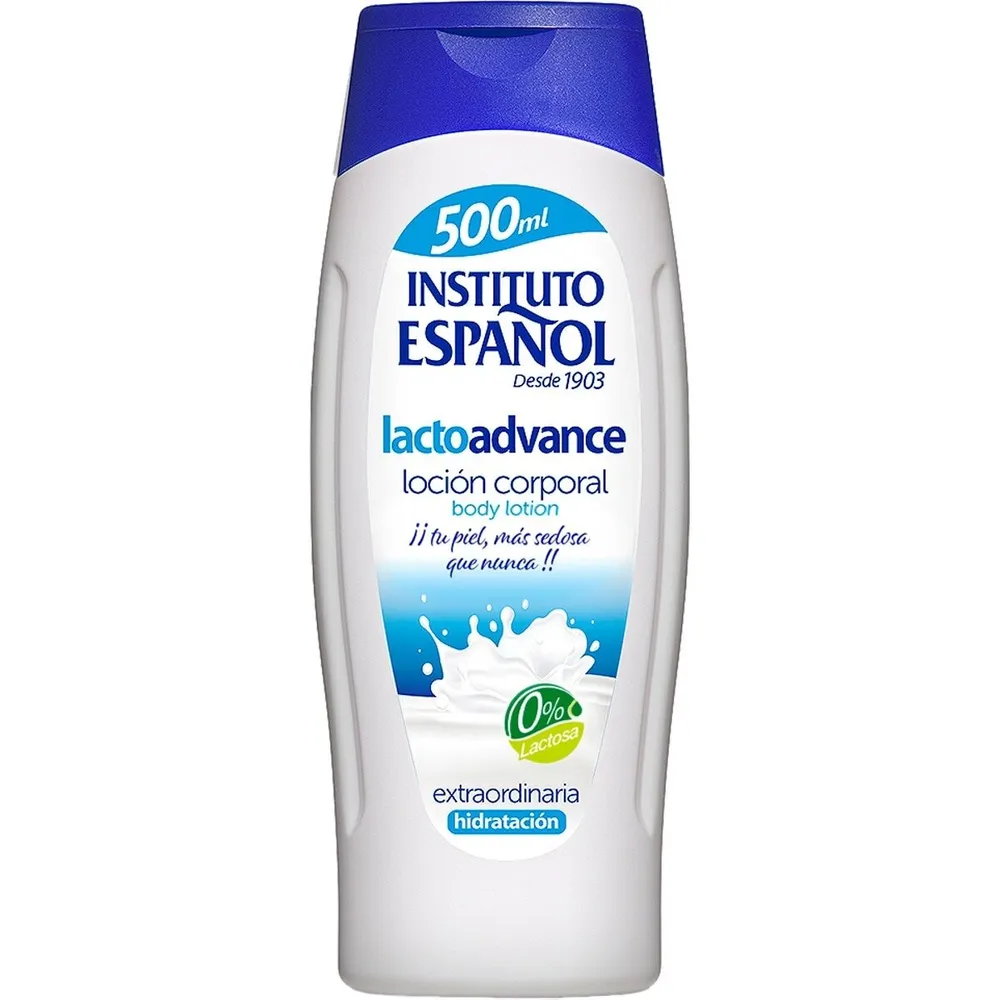 500ml
INSTITUTO
ESPAÑOL
Desde 1903
lactoadvance
loción corporal
body lotion
¡¡tu piel, más sedosa
que nunca!!
0%
Lactosa
extraordinaria
hidratación